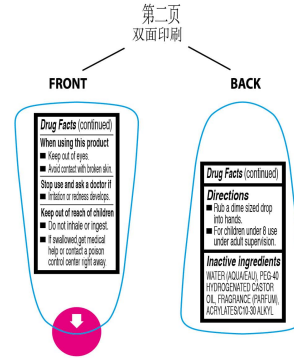 第二页
双面印刷
FRONT
BACK
Drug Facts (continued)
When using this product
■ Keep out of eyes.
■ Avoid contact with broken skin.
Stop use and ask a doctor if
■ Irritation or redness develops.
Keep out of reach of children
■ Do not inhale or ingest.
■ If swallowed get medical
help or contact a poison
control center right away.
Drug Facts (continued)
Directions
■ Rub a dime sized drop
into hands.
■ For children under 8 use
under adult supervision.
Inactive ingredients
WATER (AQUA/EAU), PEG-40
HYDROGENATED CASTOR
OIL, FRAGRANCE (PARFUM),
ACRYLATES/C10-30 ALKYL